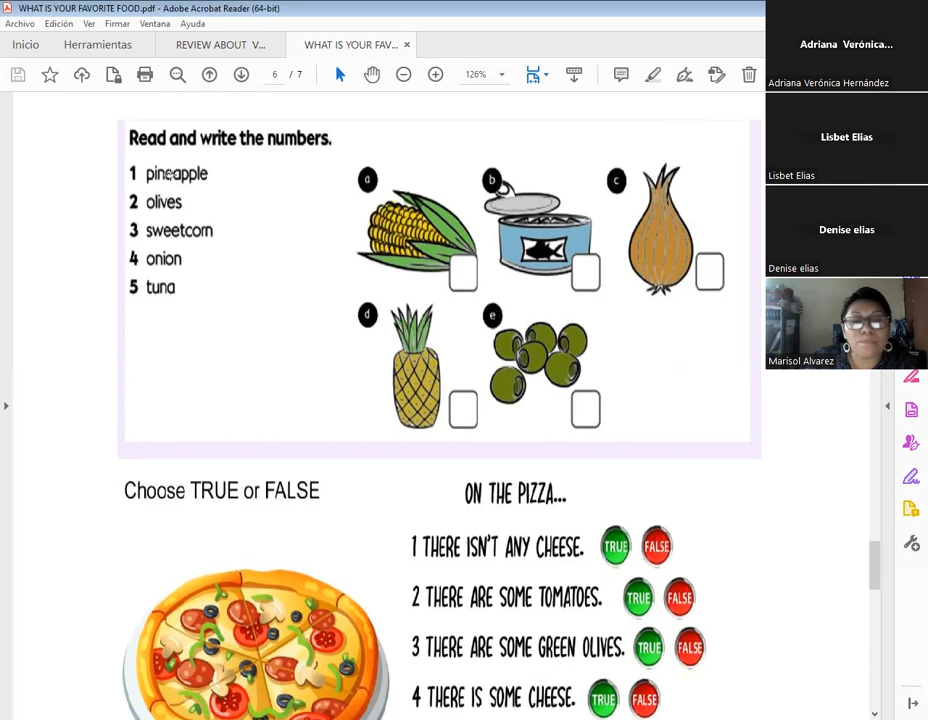 WHAT IS YOUR FAVORITE FOOD.pdf - Adobe Acrobat Reader (64-bit)
Archivo Edición Ver Firmar Ventana Ayuda
Inicio Herramientas REVIEW ABOUT V... WHAT IS YOUR FAV... ×
6 / 7 126%
Read and write the numbers.
1 pineapple
2 olives
3 sweetcorn
4 onion
5 tuna
a b c
d e
Choose TRUE or FALSE
ON THE PIZZA...
1 THERE ISN'T ANY CHEESE. TRUE FALSE
2 THERE ARE SOME TOMATOES. TRUE FALSE
3 THERE ARE SOME GREEN OLIVES. TRUE FALSE
4 THERE IS SOME CHEESE. TRUE FALSE
Adriana Verónica...
Adriana Verónica Hernández
Lisbet Elias
Lisbet Elias
Denise elias
Denise elias
Marisol Alvarez